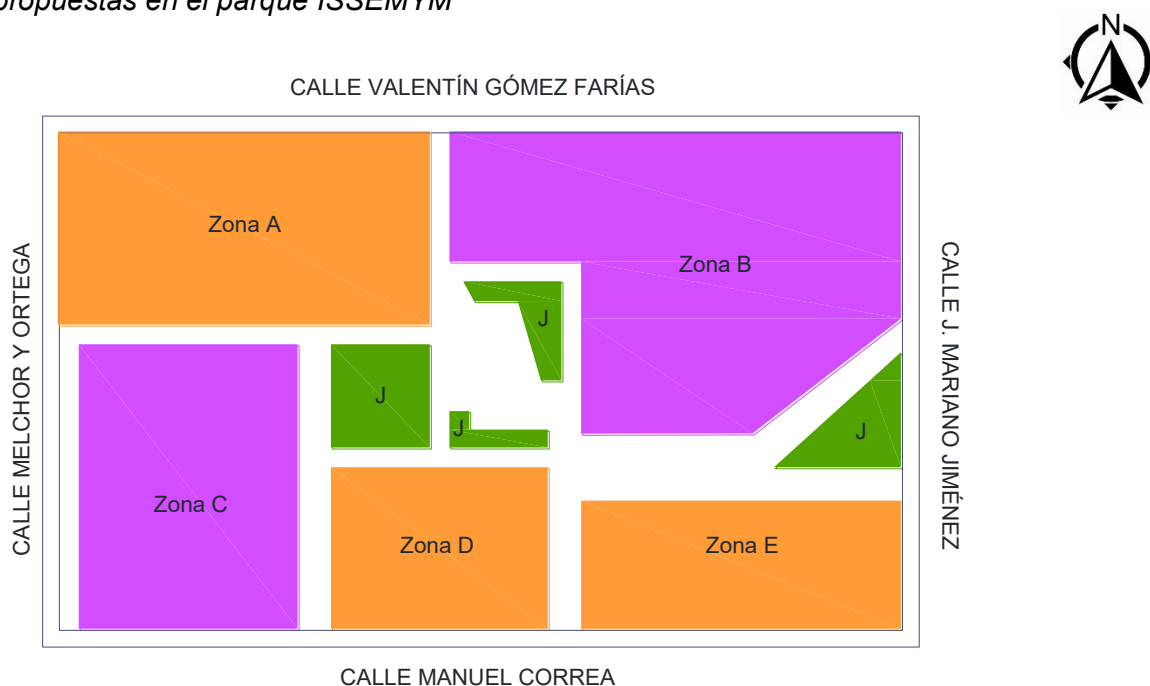 propuestas en el parque ISSEMYM
N
CALLE VALENTÍN GÓMEZ FARÍAS
Zona A
Zona B
CALLE MELCHOR Y ORTEGA
CALLE J. MARIANO JIMÉNEZ
J
J
J
J
Zona C
Zona D
Zona E
CALLE MANUEL CORREA